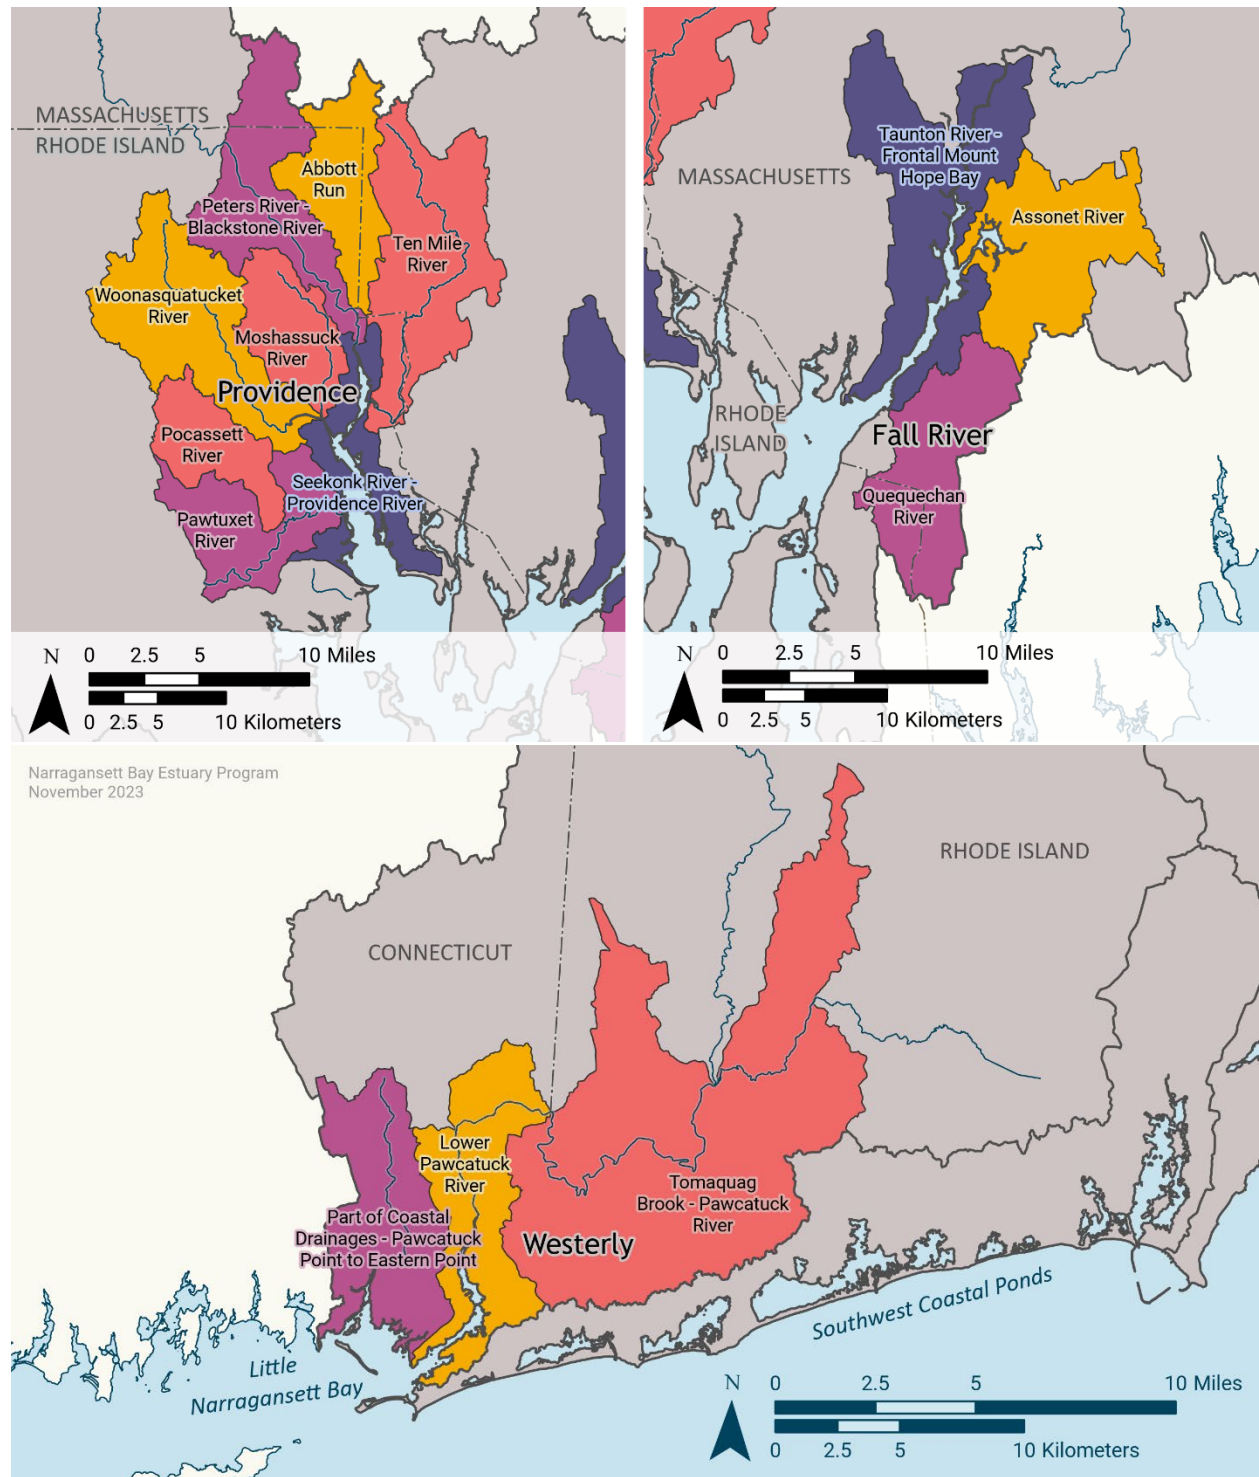 MASSACHUSETTS
RHODE ISLAND
Abbott
Run
Peters River -
Blackstone River
Ten Mile
River
Woonasquatucket
River
Moshassuck
River
Providence
Pocassett
River
Seekonk River -
Providence River
Pawtuxet
River
N
0 2.5 5 10 Miles
0 2.5 5 10 Kilometers
Taunton River -
Frontal Mount
Hope Bay
MASSACHUSETTS
Assonet River
RHODE
ISLAND
Fall River
Quequechan
River
N
0 2.5 5 10 Miles
0 2.5 5 10 Kilometers
Narragansett Bay Estuary Program
November 2023
RHODE ISLAND
CONNECTICUT
Lower
Pawcatuck
River
Tomaquag
Brook - Pawcatuck
River
Part of Coastal
Drainages - Pawcatuck
Point to Eastern Point
Westerly
Southwest Coastal Ponds
Little
Narragansett Bay
N
0 2.5 5 10 Miles
0 2.5 5 10 Kilometers